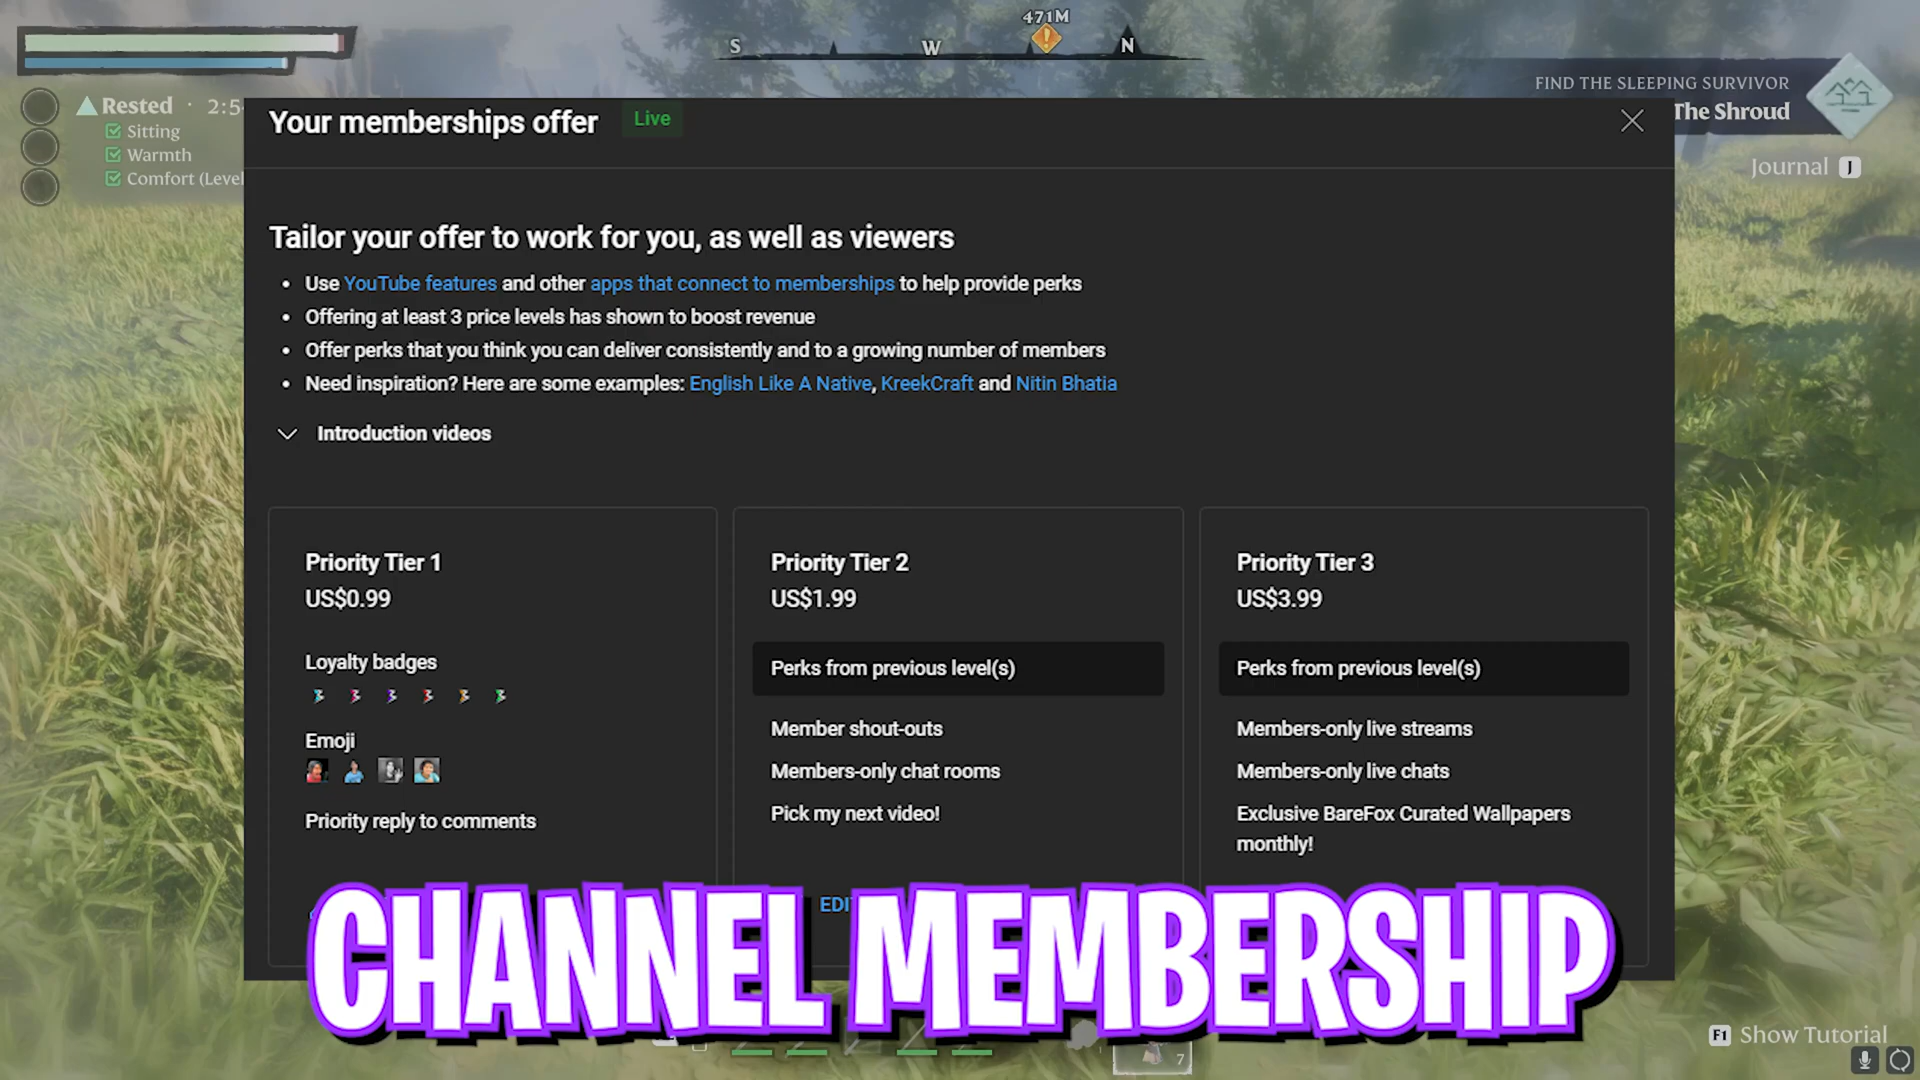 471M
S W N
FIND THE SLEEPING SURVIVOR
The Shroud
Journal J
Rested · 2:5
Sitting
Warmth
Comfort (Level
Your memberships offer Live
Tailor your offer to work for you, as well as viewers
• Use YouTube features and other apps that connect to memberships to help provide perks
• Offering at least 3 price levels has shown to boost revenue
• Offer perks that you think you can deliver consistently and to a growing number of members
• Need inspiration? Here are some examples: English Like A Native, KreekCraft and Nitin Bhatia
Introduction videos
Priority Tier 1
US$0.99
Loyalty badges
Emoji
Priority reply to comments
Priority Tier 2
US$1.99
Perks from previous level(s)
Member shout-outs
Members-only chat rooms
Pick my next video!
Priority Tier 3
US$3.99
Perks from previous level(s)
Members-only live streams
Members-only live chats
Exclusive BareFox Curated Wallpapers
monthly!
CHANNEL MEMBERSHIP
7
F1 Show Tutorial